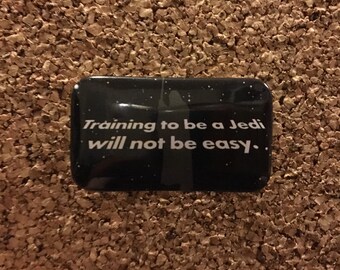 Training to be a Jedi
will not be easy.